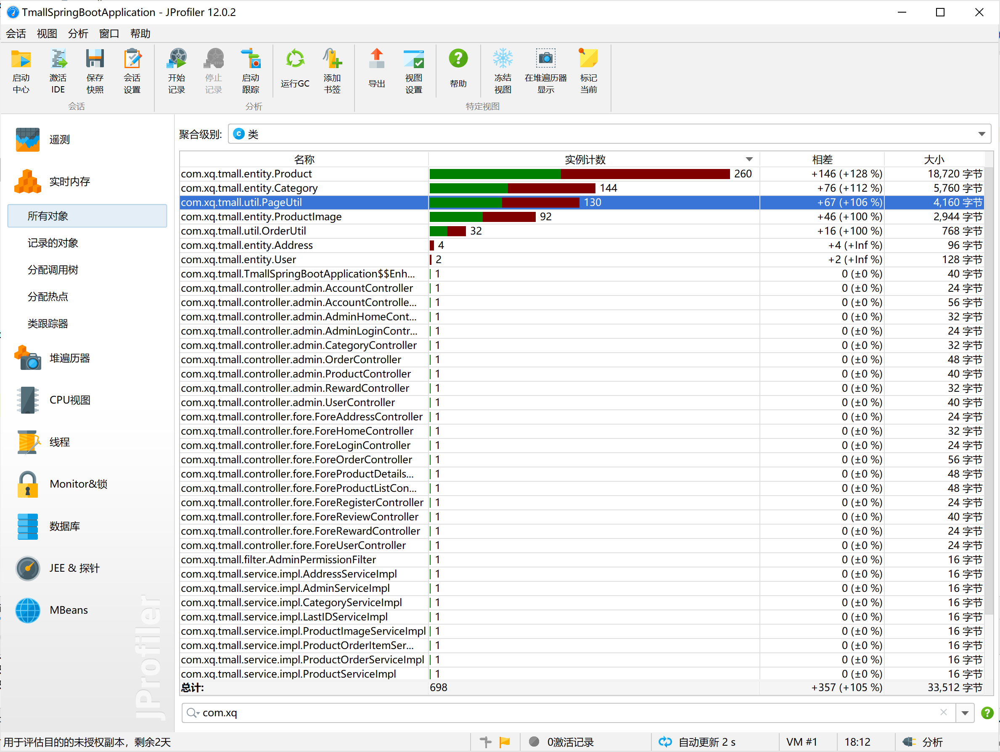 TmallSpringBootApplication - JProfiler 12.0.2
会话 视图 分析 窗口 帮助
启动中心 激活IDE 保存快照 会话设置 开始记录 停止记录 启动跟踪 运行GC 添加书签 导出 视图设置 帮助 冻结视图 在堆遍历器显示 标记当前
会话 分析 特定视图
遥测
实时内存
所有对象
记录的对象
分配调用树
分配热点
类跟踪器
堆遍历器
CPU视图
线程
Monitor&锁
数据库
JEE & 探针
MBeans
JProfiler
聚合级别: C 类
名称 实例计数 相差 大小
com.xq.tmall.entity.Product 260 +146 (+128 %) 18,720 字节
com.xq.tmall.entity.Category 144 +76 (+112 %) 5,760 字节
com.xq.tmall.util.PageUtil 130 +67 (+106 %) 4,160 字节
com.xq.tmall.entity.ProductImage 92 +46 (+100 %) 2,944 字节
com.xq.tmall.util.OrderUtil 32 +16 (+100 %) 768 字节
com.xq.tmall.entity.Address 4 +4 (+Inf %) 96 字节
com.xq.tmall.entity.User 2 +2 (+Inf %) 128 字节
com.xq.tmall.TmallSpringBootApplication$$Enh... 1 0 (±0 %) 40 字节
com.xq.tmall.controller.admin.AccountController 1 0 (±0 %) 24 字节
com.xq.tmall.controller.admin.AccountControlle... 1 0 (±0 %) 56 字节
com.xq.tmall.controller.admin.AdminHomeCont... 1 0 (±0 %) 32 字节
com.xq.tmall.controller.admin.AdminLoginContr... 1 0 (±0 %) 24 字节
com.xq.tmall.controller.admin.CategoryController 1 0 (±0 %) 32 字节
com.xq.tmall.controller.admin.OrderController 1 0 (±0 %) 48 字节
com.xq.tmall.controller.admin.ProductController 1 0 (±0 %) 40 字节
com.xq.tmall.controller.admin.RewardController 1 0 (±0 %) 32 字节
com.xq.tmall.controller.admin.UserController 1 0 (±0 %) 40 字节
com.xq.tmall.controller.fore.ForeAddressController 1 0 (±0 %) 24 字节
com.xq.tmall.controller.fore.ForeHomeController 1 0 (±0 %) 32 字节
com.xq.tmall.controller.fore.ForeLoginController 1 0 (±0 %) 24 字节
com.xq.tmall.controller.fore.ForeOrderController 1 0 (±0 %) 56 字节
com.xq.tmall.controller.fore.ForeProductDetails... 1 0 (±0 %) 48 字节
com.xq.tmall.controller.fore.ForeProductListCon... 1 0 (±0 %) 48 字节
com.xq.tmall.controller.fore.ForeRegisterController 1 0 (±0 %) 24 字节
com.xq.tmall.controller.fore.ForeReviewController 1 0 (±0 %) 40 字节
com.xq.tmall.controller.fore.ForeRewardController 1 0 (±0 %) 24 字节
com.xq.tmall.controller.fore.ForeUserController 1 0 (±0 %) 24 字节
com.xq.tmall.filter.AdminPermissionFilter 1 0 (±0 %) 16 字节
com.xq.tmall.service.impl.AddressServiceImpl 1 0 (±0 %) 16 字节
com.xq.tmall.service.impl.AdminServiceImpl 1 0 (±0 %) 16 字节
com.xq.tmall.service.impl.CategoryServiceImpl 1 0 (±0 %) 16 字节
com.xq.tmall.service.impl.LastIDServiceImpl 1 0 (±0 %) 16 字节
com.xq.tmall.service.impl.ProductImageServiceImpl 1 0 (±0 %) 16 字节
com.xq.tmall.service.impl.ProductOrderItemSer... 1 0 (±0 %) 16 字节
com.xq.tmall.service.impl.ProductOrderServiceImpl 1 0 (±0 %) 16 字节
com.xq.tmall.service.impl.ProductServiceImpl 1 0 (±0 %) 16 字节
总计: 698 +357 (+105 %) 33,512 字节
com.xq
用于评估目的的未授权副本，剩余2天 0激活记录 自动更新 2 s VM #1 18:12 分析